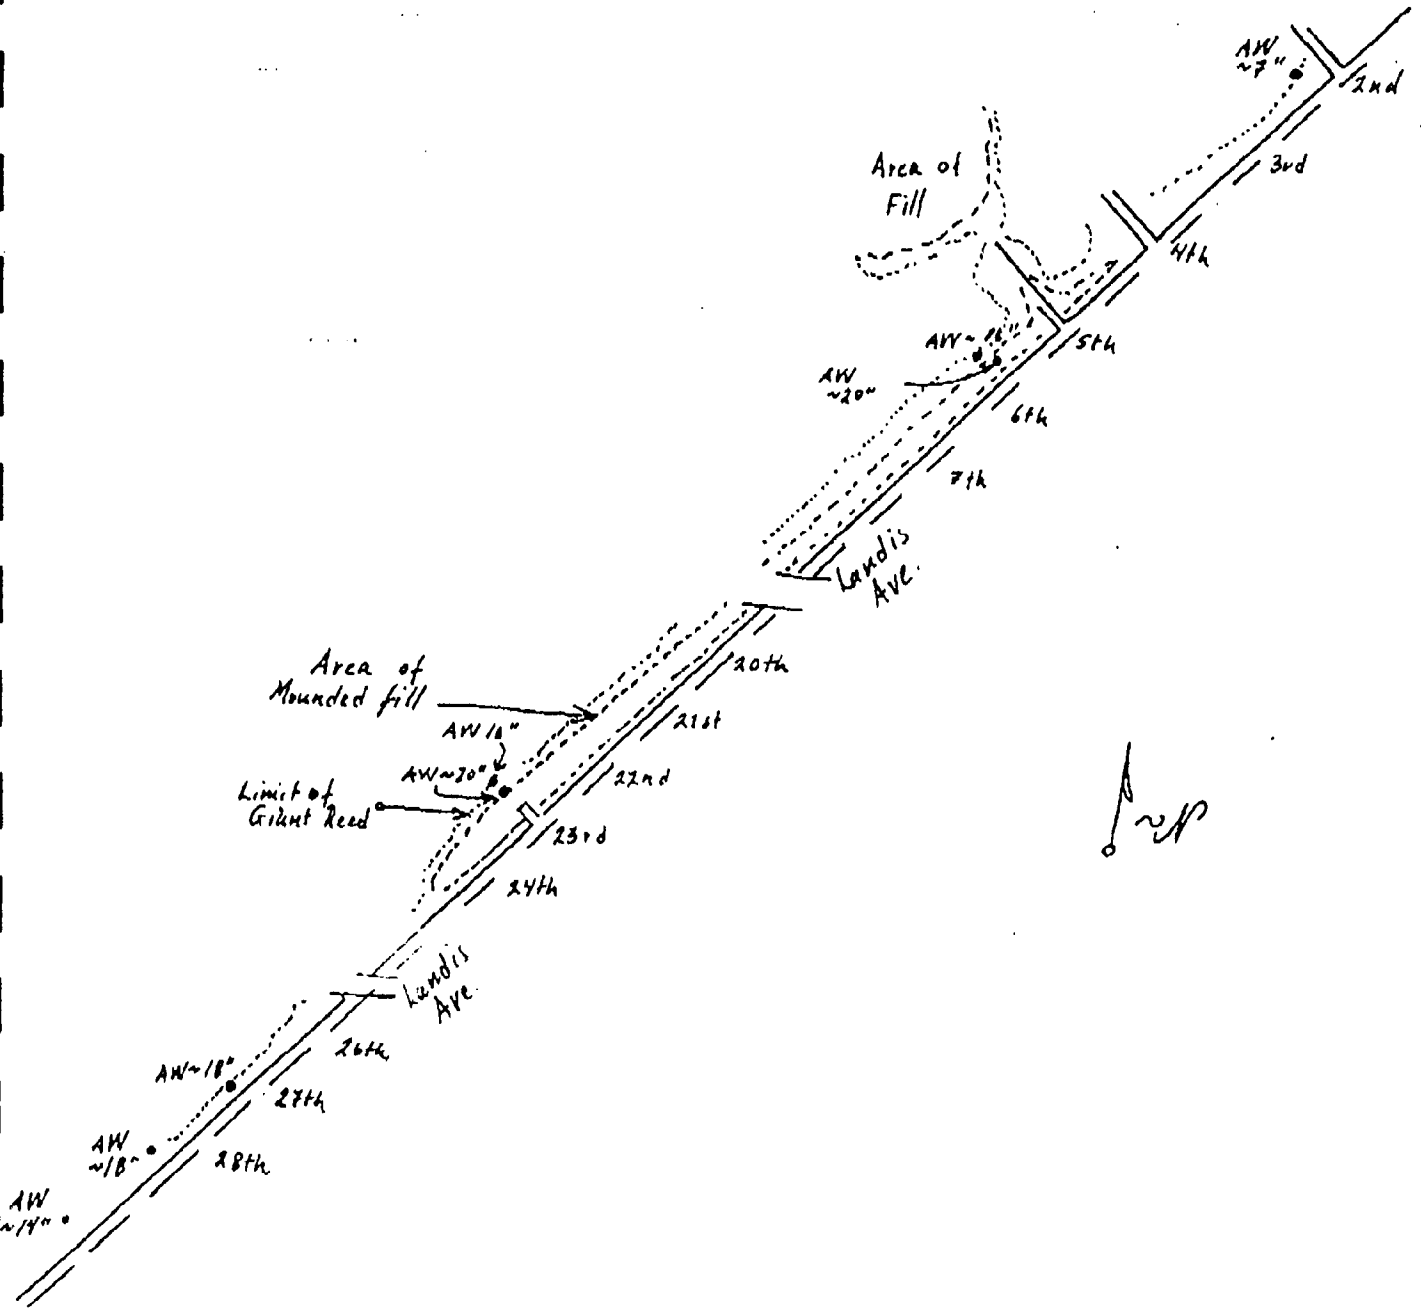 AW
~7"
2nd
3rd
Area of
Fill
4th
5th
AW~16"
AW
~20"
6th
7th
Landis
Ave.
20th
Area of
Mounded fill
21st
AW 18"
AW~20"
22nd
Limit of
Giant Reed
~N
23rd
24th
Landis
Ave.
26th
AW~18"
27th
AW
~18"
28th
AW
~14"